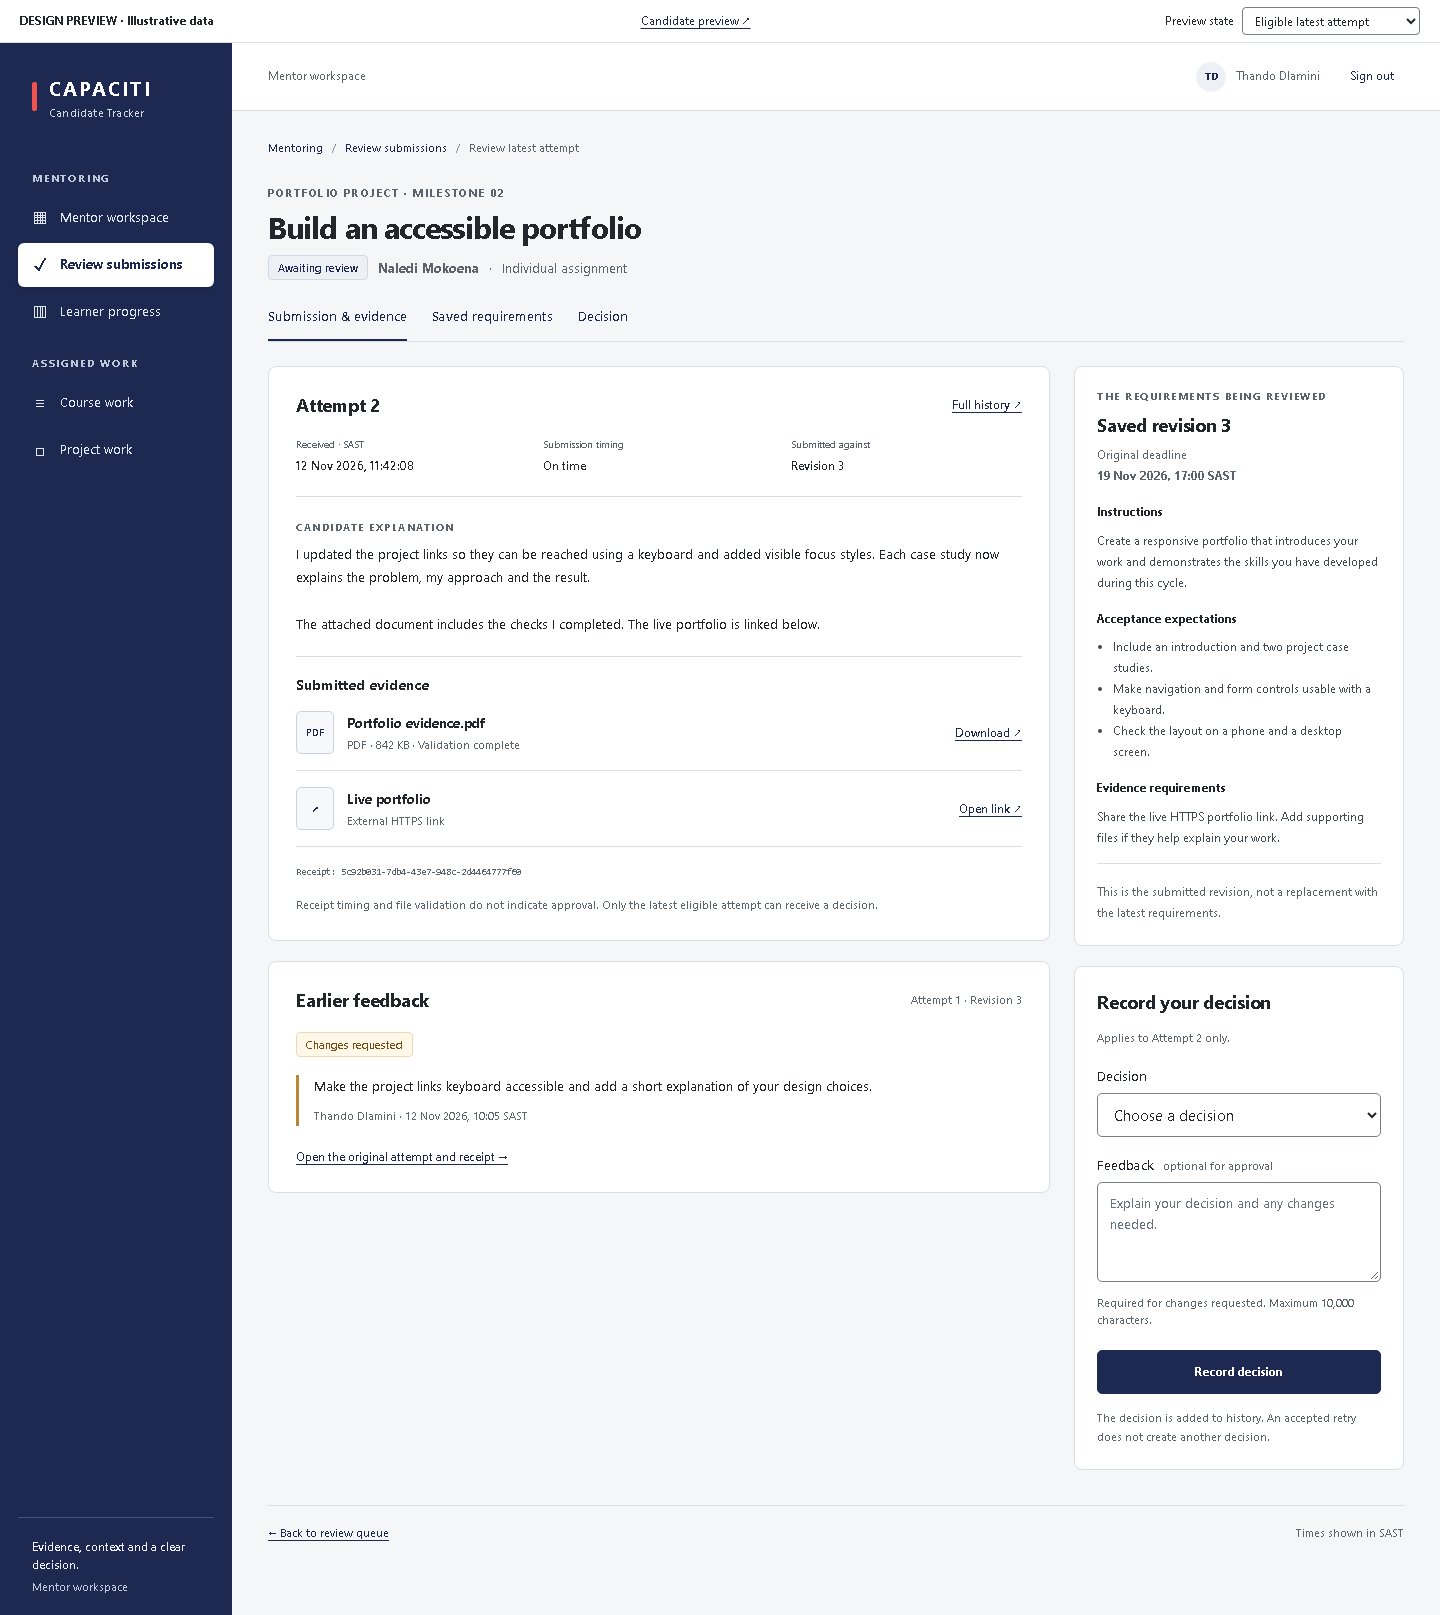 DESIGN PREVIEW · Illustrative data
Candidate preview ↗
Preview state
Eligible latest attempt
CAPACITI
Candidate Tracker
MENTORING
Mentor workspace
Review submissions
Learner progress
ASSIGNED WORK
Course work
Project work
Evidence, context and a clear
decision.
Mentor workspace
Mentor workspace
TD
Thando Dlamini
Sign out
Mentoring / Review submissions / Review latest attempt
PORTFOLIO PROJECT · MILESTONE 02
Build an accessible portfolio
Awaiting review
Naledi Mokoena · Individual assignment
Submission & evidence
Saved requirements
Decision
Attempt 2
Full history ↗
Received · SAST
Submission timing
Submitted against
12 Nov 2026, 11:42:08
On time
Revision 3
CANDIDATE EXPLANATION
I updated the project links so they can be reached using a keyboard and added visible focus styles. Each case study now
explains the problem, my approach and the result.
The attached document includes the checks I completed. The live portfolio is linked below.
Submitted evidence
PDF
Portfolio evidence.pdf
PDF · 842 KB · Validation complete
Download ↗
↗
Live portfolio
External HTTPS link
Open link ↗
Receipt: 5c92b031-7db4-43e7-948c-2d4464777f60
Receipt timing and file validation do not indicate approval. Only the latest eligible attempt can receive a decision.
Earlier feedback
Attempt 1 · Revision 3
Changes requested
Make the project links keyboard accessible and add a short explanation of your design choices.
Thando Dlamini · 12 Nov 2026, 10:05 SAST
Open the original attempt and receipt →
THE REQUIREMENTS BEING REVIEWED
Saved revision 3
Original deadline
19 Nov 2026, 17:00 SAST
Instructions
Create a responsive portfolio that introduces your
work and demonstrates the skills you have developed
during this cycle.
Acceptance expectations
• Include an introduction and two project case
studies.
• Make navigation and form controls usable with a
keyboard.
• Check the layout on a phone and a desktop
screen.
Evidence requirements
Share the live HTTPS portfolio link. Add supporting
files if they help explain your work.
This is the submitted revision, not a replacement with
the latest requirements.
Record your decision
Applies to Attempt 2 only.
Decision
Choose a decision
Feedback optional for approval
Explain your decision and any changes
needed.
Required for changes requested. Maximum 10,000
characters.
Record decision
The decision is added to history. An accepted retry
does not create another decision.
← Back to review queue
Times shown in SAST